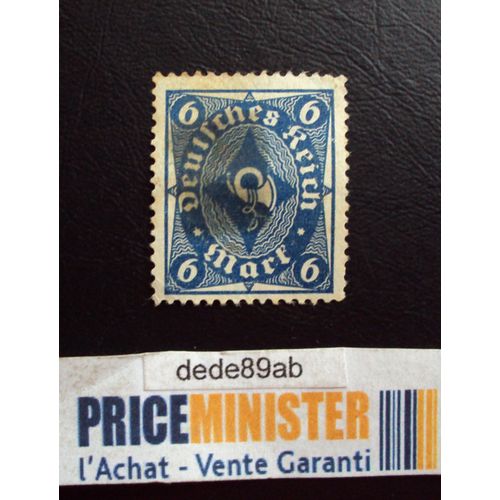 6 6
Deutsches Reich
Mark
6 6
dede89ab
PRICEMINISTER
l'Achat - Vente Garanti